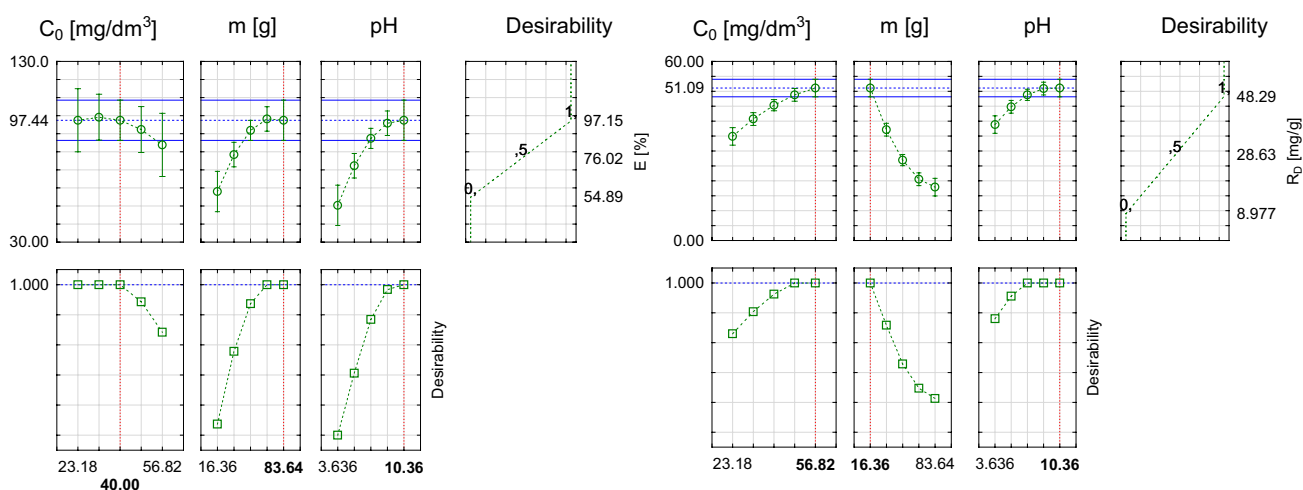 C₀ [mg/dm³] m [g] pH Desirability
130.0
97.44
30.00
1,
,5
0,
97.15
76.02
54.89
E [%]
1.000
Desirability
23.18 56.82 16.36 83.64 3.636 10.36
40.00
C₀ [mg/dm³] m [g] pH Desirability
60.00
51.09
0.00
1,
,5
0,
48.29
28.63
8.977
R_D [mg/g]
1.000
Desirability
23.18 56.82 16.36 83.64 3.636 10.36